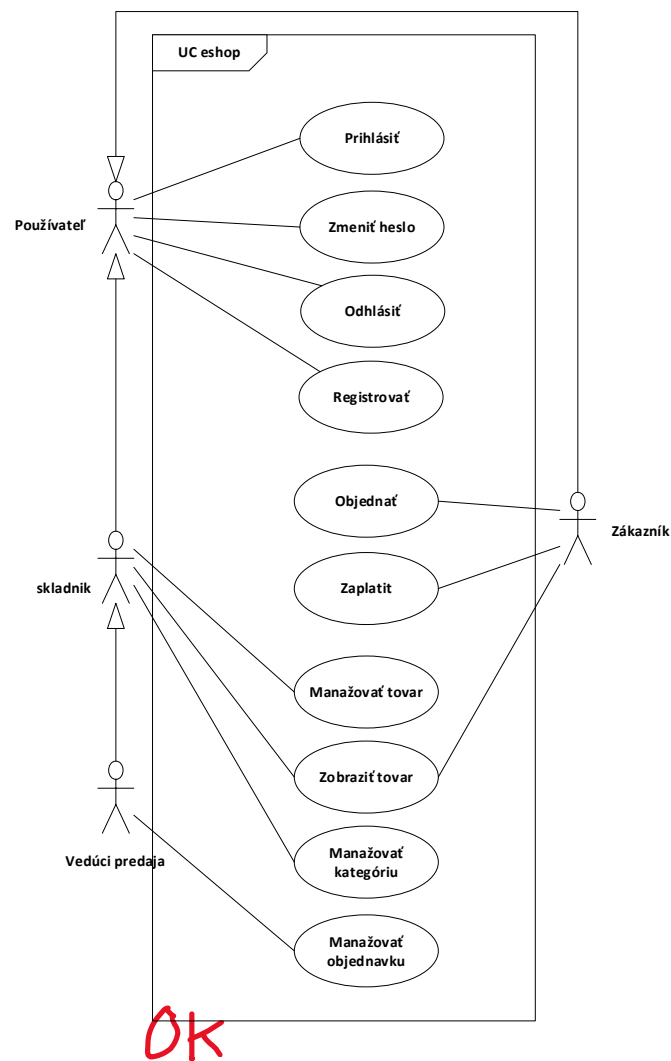 UC eshop
Prihlásiť
Používateľ
Zmeniť heslo
Odhlásiť
Registrovať
Objednať
Zákazník
skladnik
Zaplatit
Manažovať tovar
Zobraziť tovar
Vedúci predaja
Manažovať
kategóriu
Manažovať
objednavku
OK